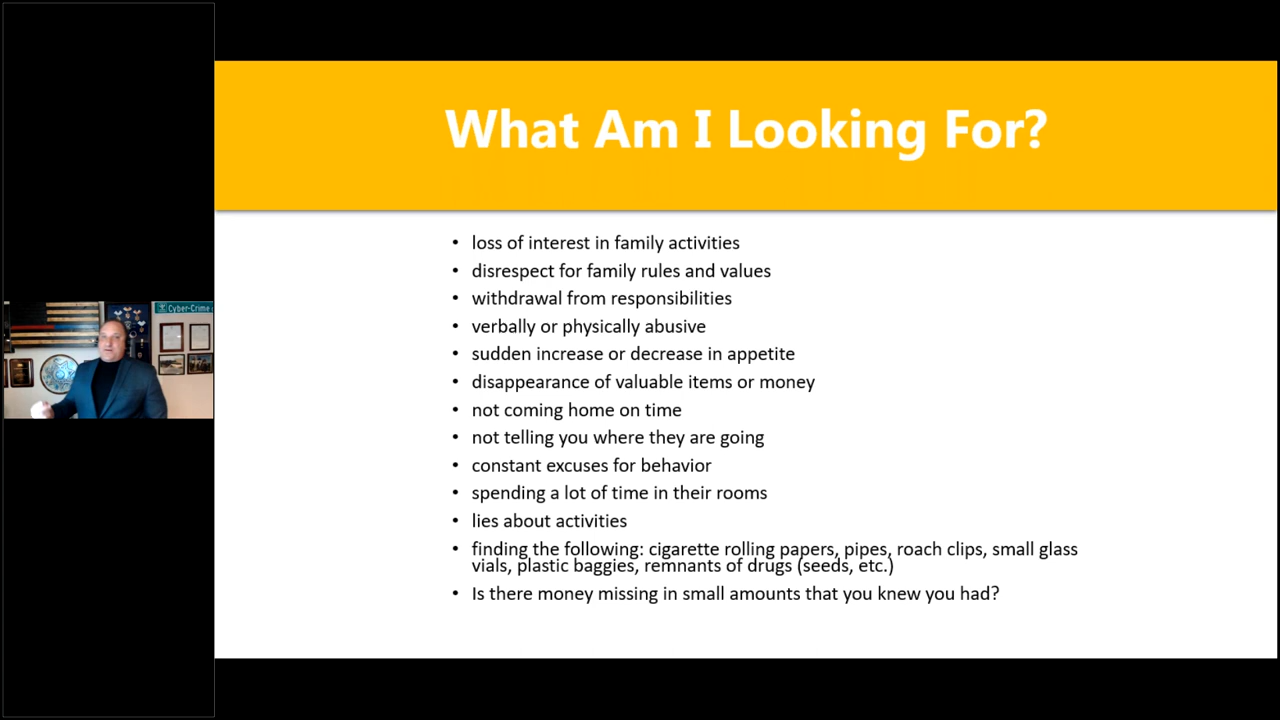 What Am I Looking For?
• loss of interest in family activities
• disrespect for family rules and values
• withdrawal from responsibilities
• verbally or physically abusive
• sudden increase or decrease in appetite
• disappearance of valuable items or money
• not coming home on time
• not telling you where they are going
• constant excuses for behavior
• spending a lot of time in their rooms
• lies about activities
• finding the following: cigarette rolling papers, pipes, roach clips, small glass
vials, plastic baggies, remnants of drugs (seeds, etc.)
• Is there money missing in small amounts that you knew you had?
Cyber-Crime